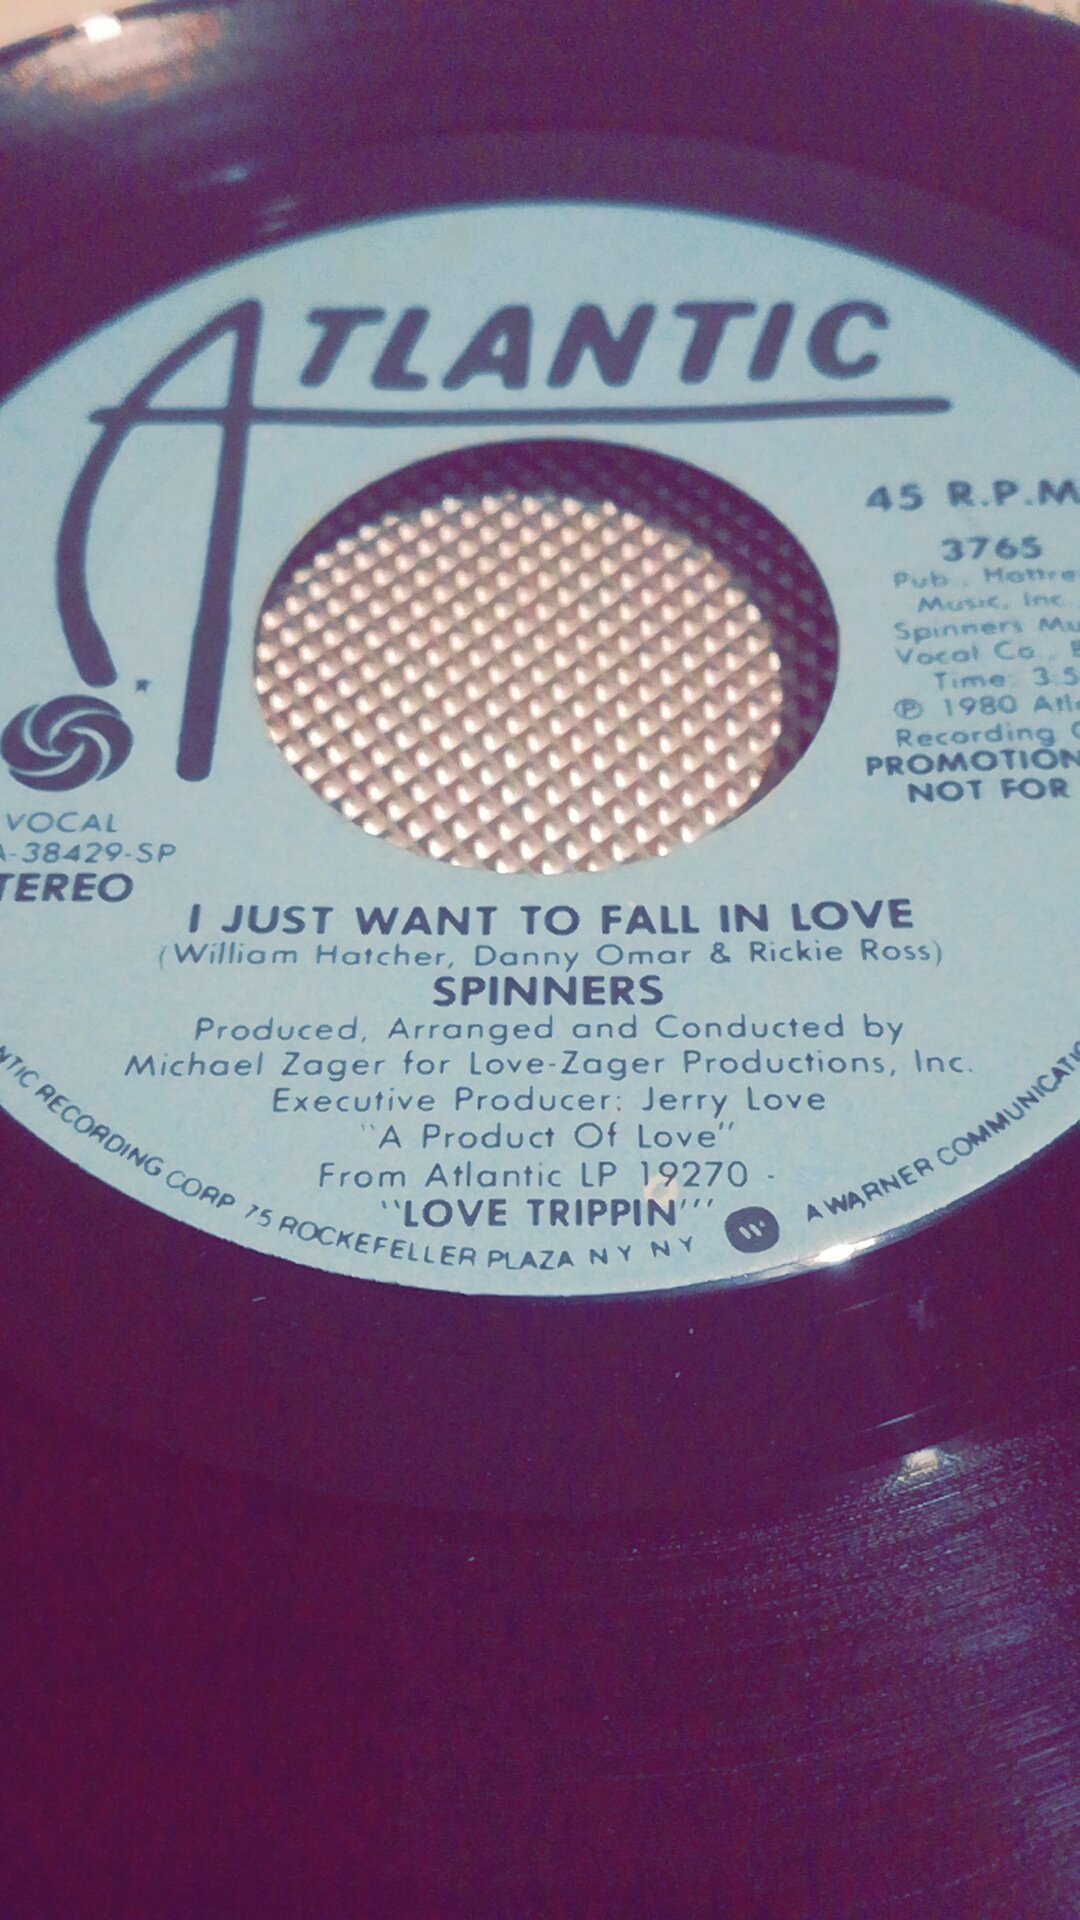 ATLANTIC
45 R.P.M
3765
Pub.
Music, Inc.
Spinners
Vocal Co.
Time: 3:5
℗ 1980
Recording
PROMOTION
NOT FOR
VOCAL
A-38429-SP
TEREO
I JUST WANT TO FALL IN LOVE
(William Hatcher, Danny Omar & Rickie Ross)
SPINNERS
Produced, Arranged and Conducted by
Michael Zager for Love-Zager Productions, Inc.
Executive Producer: Jerry Love
"A Product Of Love"
From Atlantic LP 19270 -
"LOVE TRIPPIN'"
NTIC RECORDING CORP 75 ROCKEFELLER PLAZA N Y N Y
A WARNER COMMUNICATIO